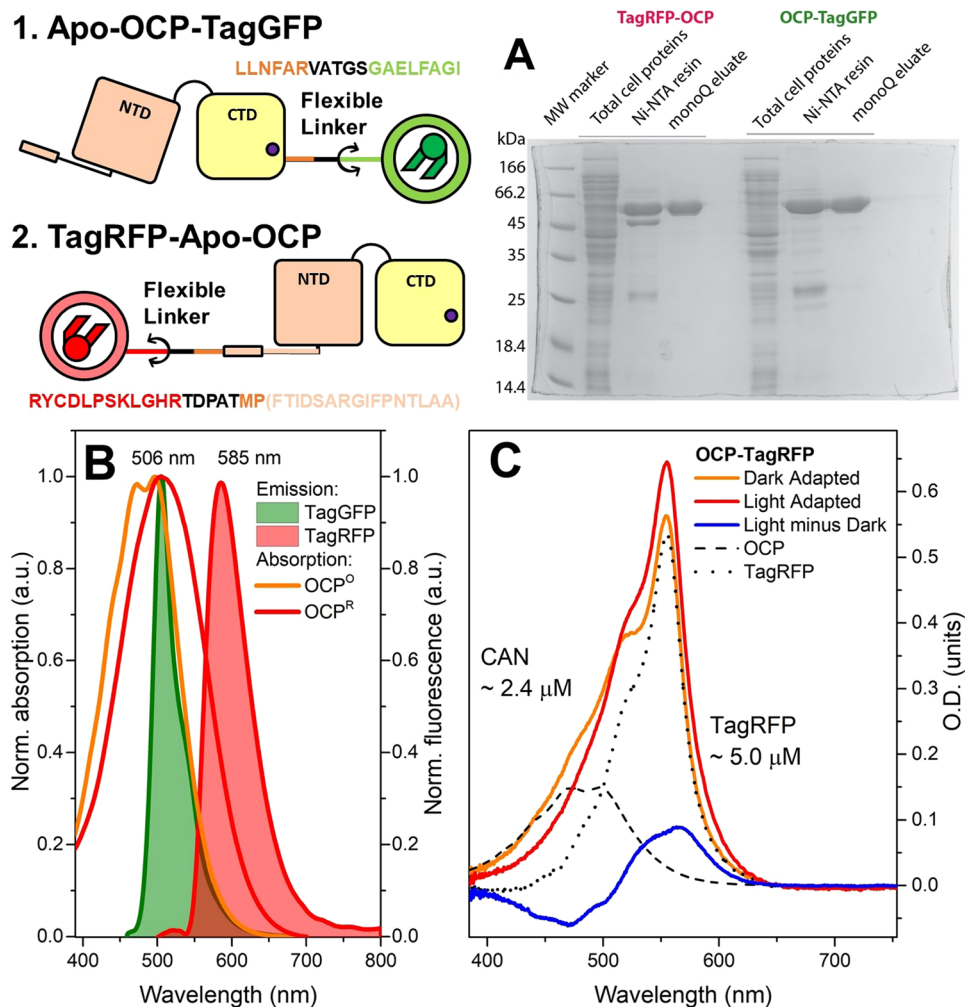 1. Apo-OCP-TagGFP
LLNFARVATGSGAELFAGI
NTD
CTD
Flexible
Linker
2. TagRFP-Apo-OCP
NTD
CTD
Flexible
Linker
RYCDLPSKLGHRTDPATMP(FTIDSARGIFPNTLAA)
A
TagRFP-OCP
OCP-TagGFP
MW marker
Total cell proteins
Ni-NTA resin
monoQ eluate
Total cell proteins
Ni-NTA resin
monoQ eluate
kDa
166
66.2
45
35
25
18.4
14.4
B
506 nm
585 nm
Emission:
TagGFP
TagRFP
Absorption:
OCPᴼ
OCPᴿ
Norm. absorption (a.u.)
1.0
0.8
0.6
0.4
0.2
0.0
Norm. fluorescence (a.u.)
1.0
0.8
0.6
0.4
0.2
0.0
400 500 600 700 800
Wavelength (nm)
C
OCP-TagRFP
Dark Adapted
Light Adapted
Light minus Dark
OCP
TagRFP
CAN
~ 2.4 µM
TagRFP
~ 5.0 µM
O.D. (units)
0.6
0.5
0.4
0.3
0.2
0.1
0.0
400 500 600 700
Wavelength (nm)